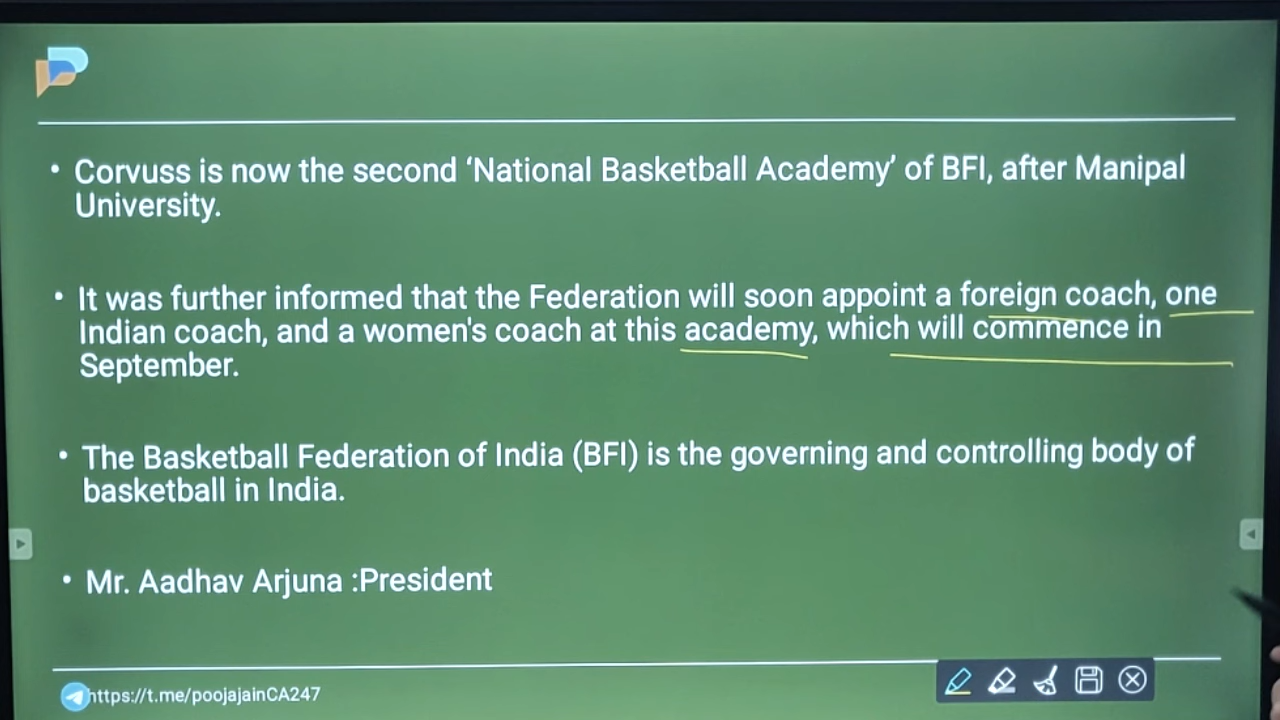 • Corvuss is now the second ‘National Basketball Academy’ of BFI, after Manipal
University.
• It was further informed that the Federation will soon appoint a foreign coach, one
Indian coach, and a women's coach at this academy, which will commence in
September.
• The Basketball Federation of India (BFI) is the governing and controlling body of
basketball in India.
• Mr. Aadhav Arjuna :President
https://t.me/poojajainCA247